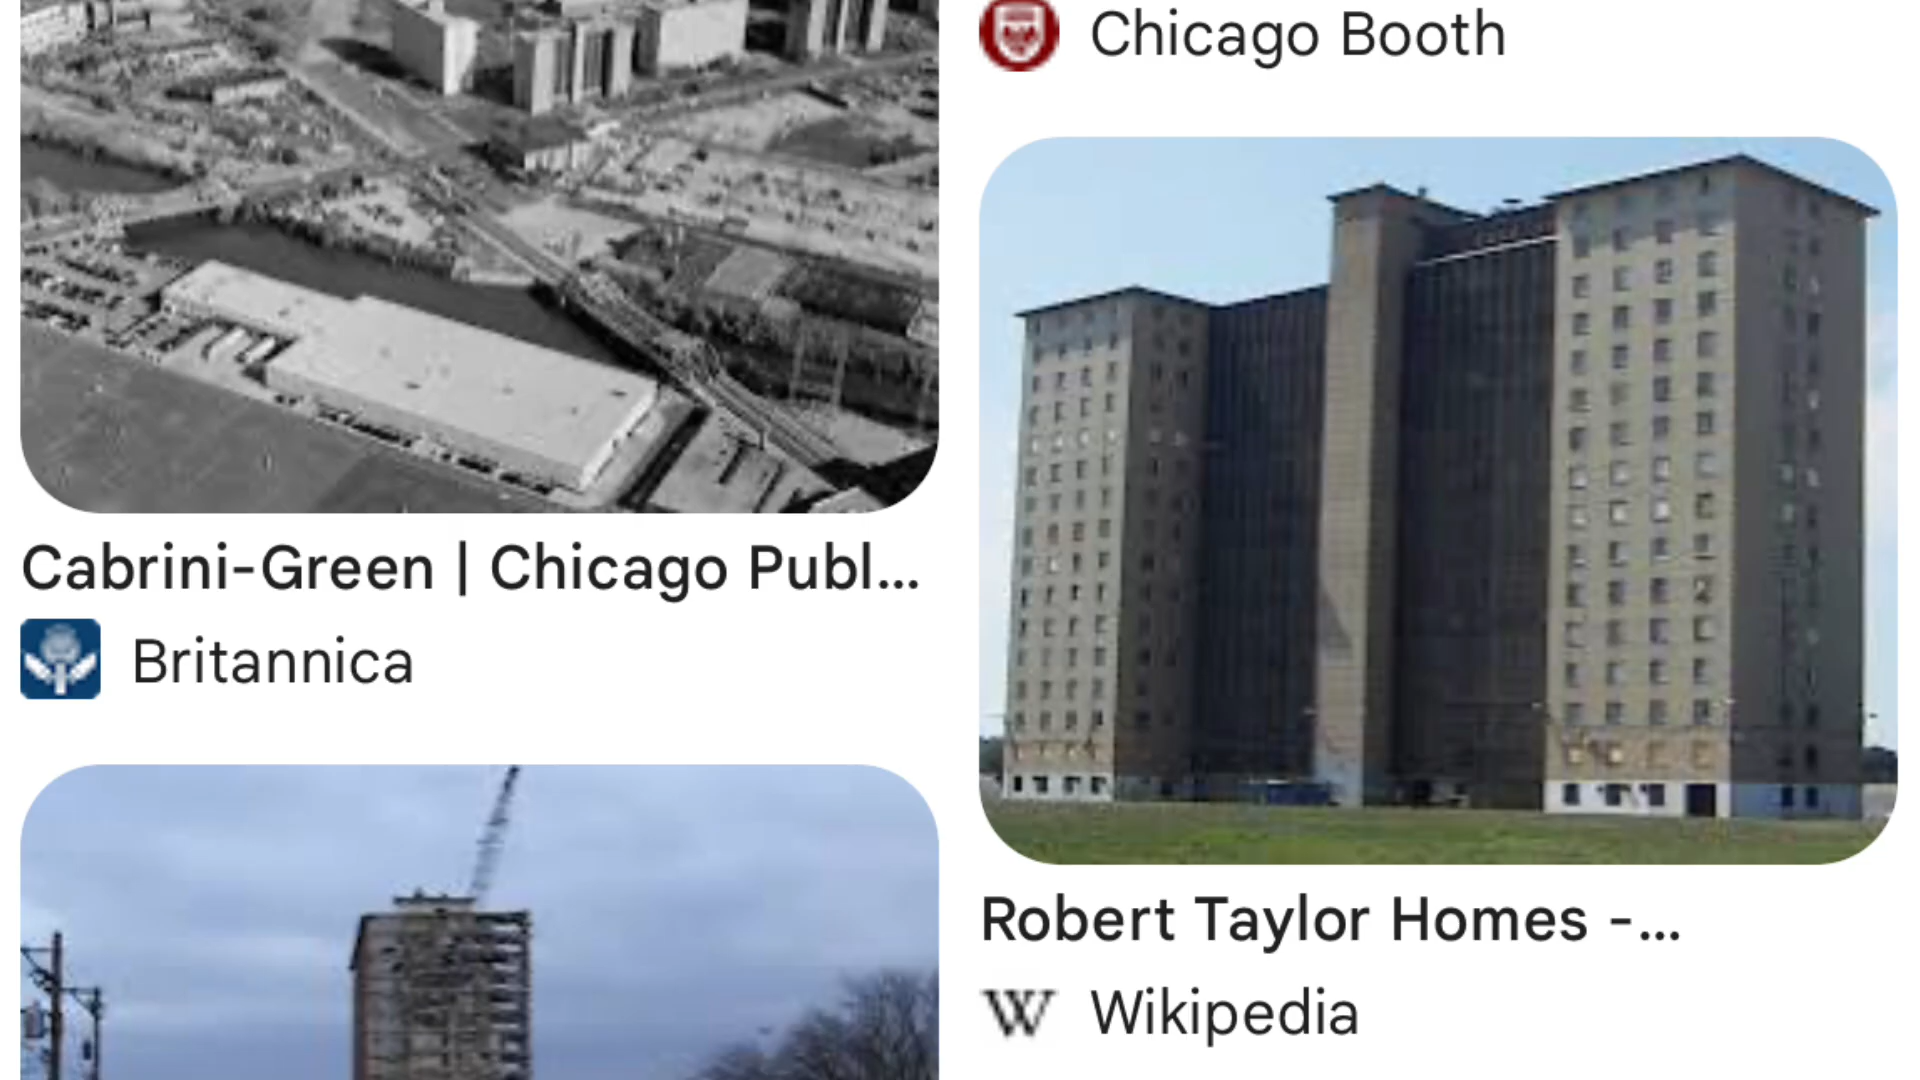 Chicago Booth
Cabrini-Green | Chicago Publ...
Britannica
Robert Taylor Homes -...
W Wikipedia